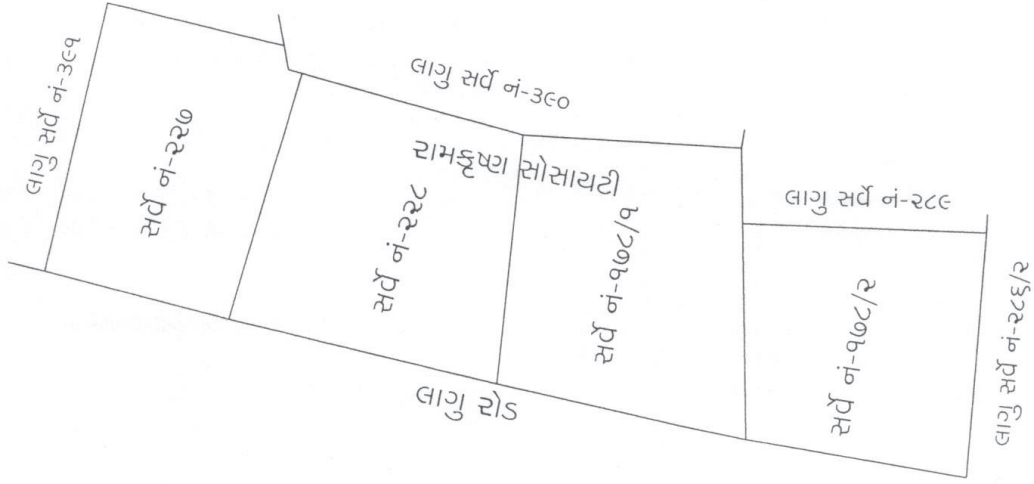 લાગુ સર્વે નં-૩૯૧
સર્વે નં-૨૨૭
લાગુ સર્વે નં-૩૯૦
રામકૃષ્ણ સોસાયટી
સર્વે નં-૨૨૮
સર્વે નં-૧૭૮/૧
લાગુ સર્વે નં-૨૮૯
સર્વે નં-૧૭૮/૨
લાગુ સર્વે નં-૨૮૬/૨
લાગુ રોડ